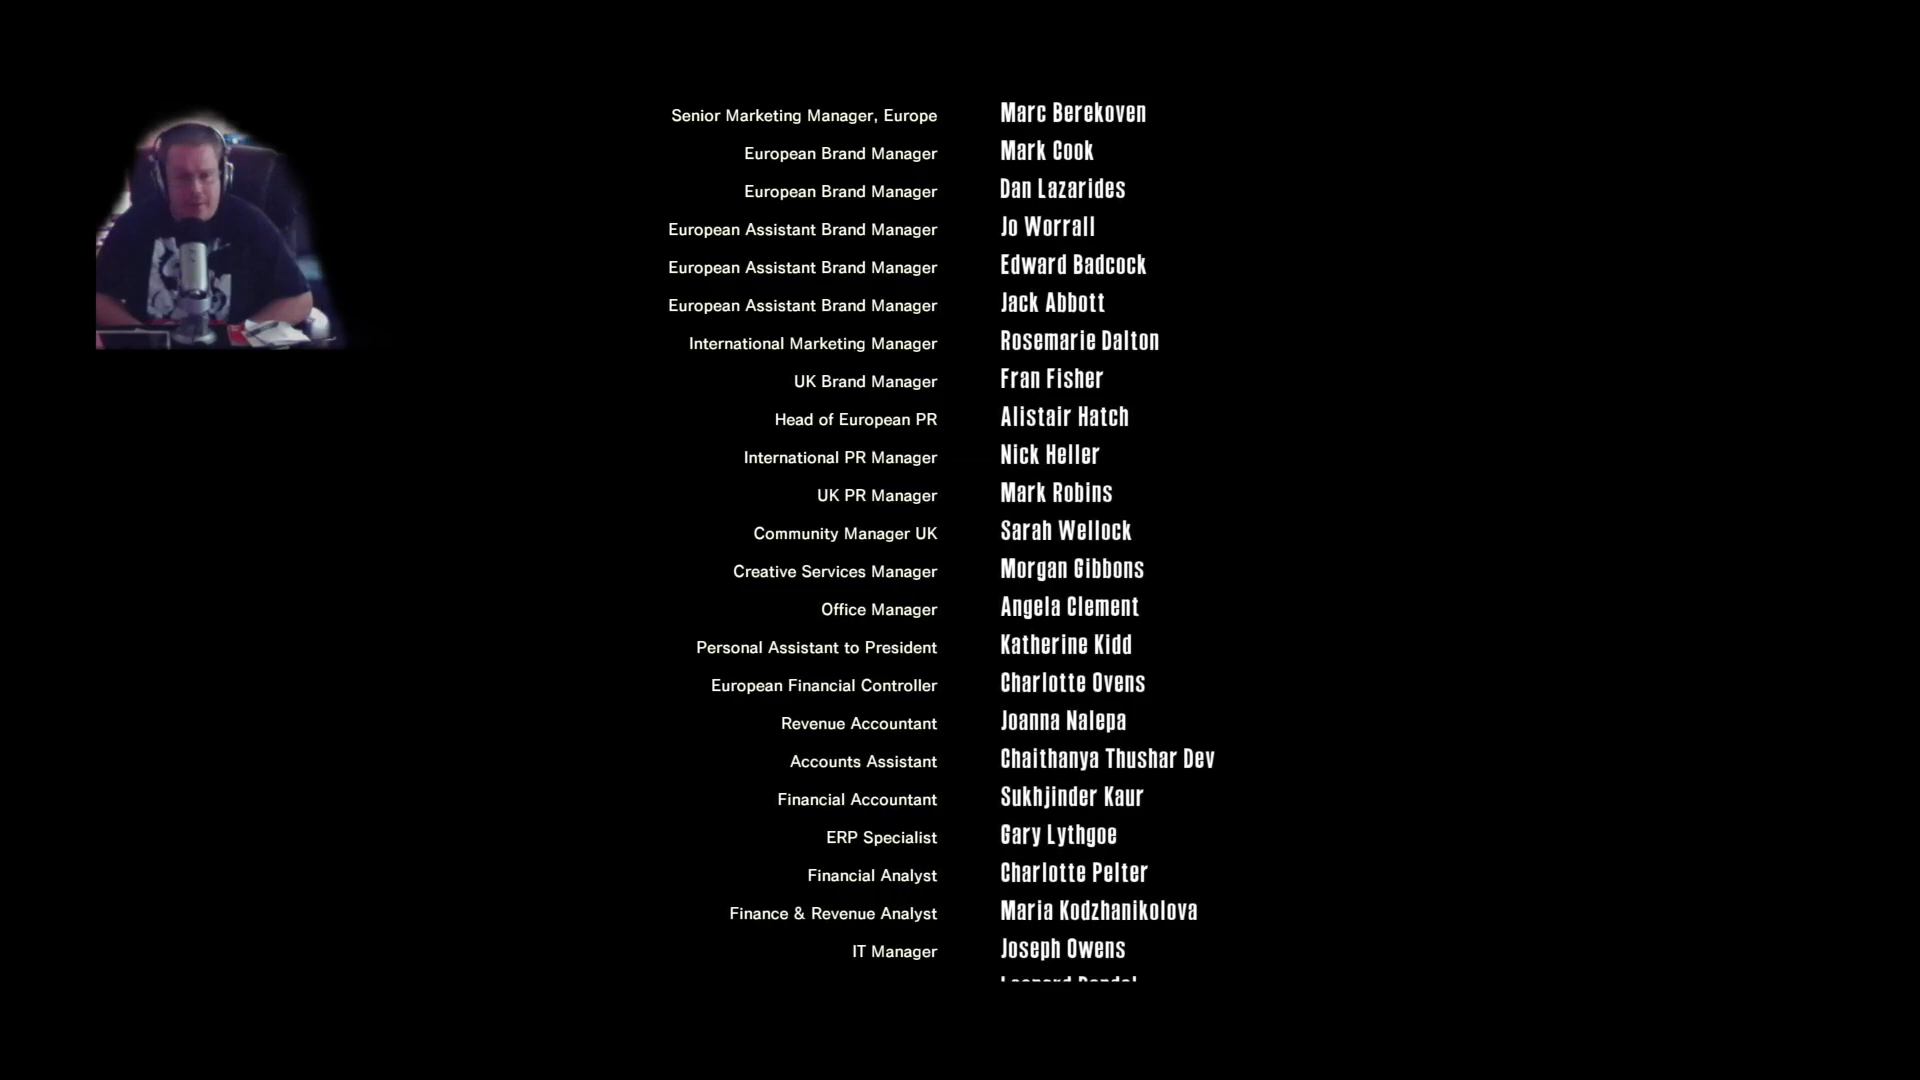 Senior Marketing Manager, Europe Marc Berekoven
European Brand Manager Mark Cook
European Brand Manager Dan Lazarides
European Assistant Brand Manager Jo Worrall
European Assistant Brand Manager Edward Badcock
European Assistant Brand Manager Jack Abbott
International Marketing Manager Rosemarie Dalton
UK Brand Manager Fran Fisher
Head of European PR Alistair Hatch
International PR Manager Nick Heller
UK PR Manager Mark Robins
Community Manager UK Sarah Wellock
Creative Services Manager Morgan Gibbons
Office Manager Angela Clement
Personal Assistant to President Katherine Kidd
European Financial Controller Charlotte Ovens
Revenue Accountant Joanna Nalepa
Accounts Assistant Chaithanya Thushar Dev
Financial Accountant Sukhjinder Kaur
ERP Specialist Gary Lythgoe
Financial Analyst Charlotte Pelter
Finance & Revenue Analyst Maria Kodzhanikolova
IT Manager Joseph Owens